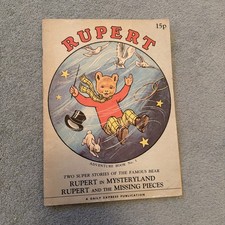 15p
RUPERT
ADVENTURE BOOK No.
TWO SUPER STORIES OF THE FAMOUS BEAR
RUPERT IN MYSTERYLAND
RUPERT AND THE MISSING PIECES
A DAILY EXPRESS PUBLICATION